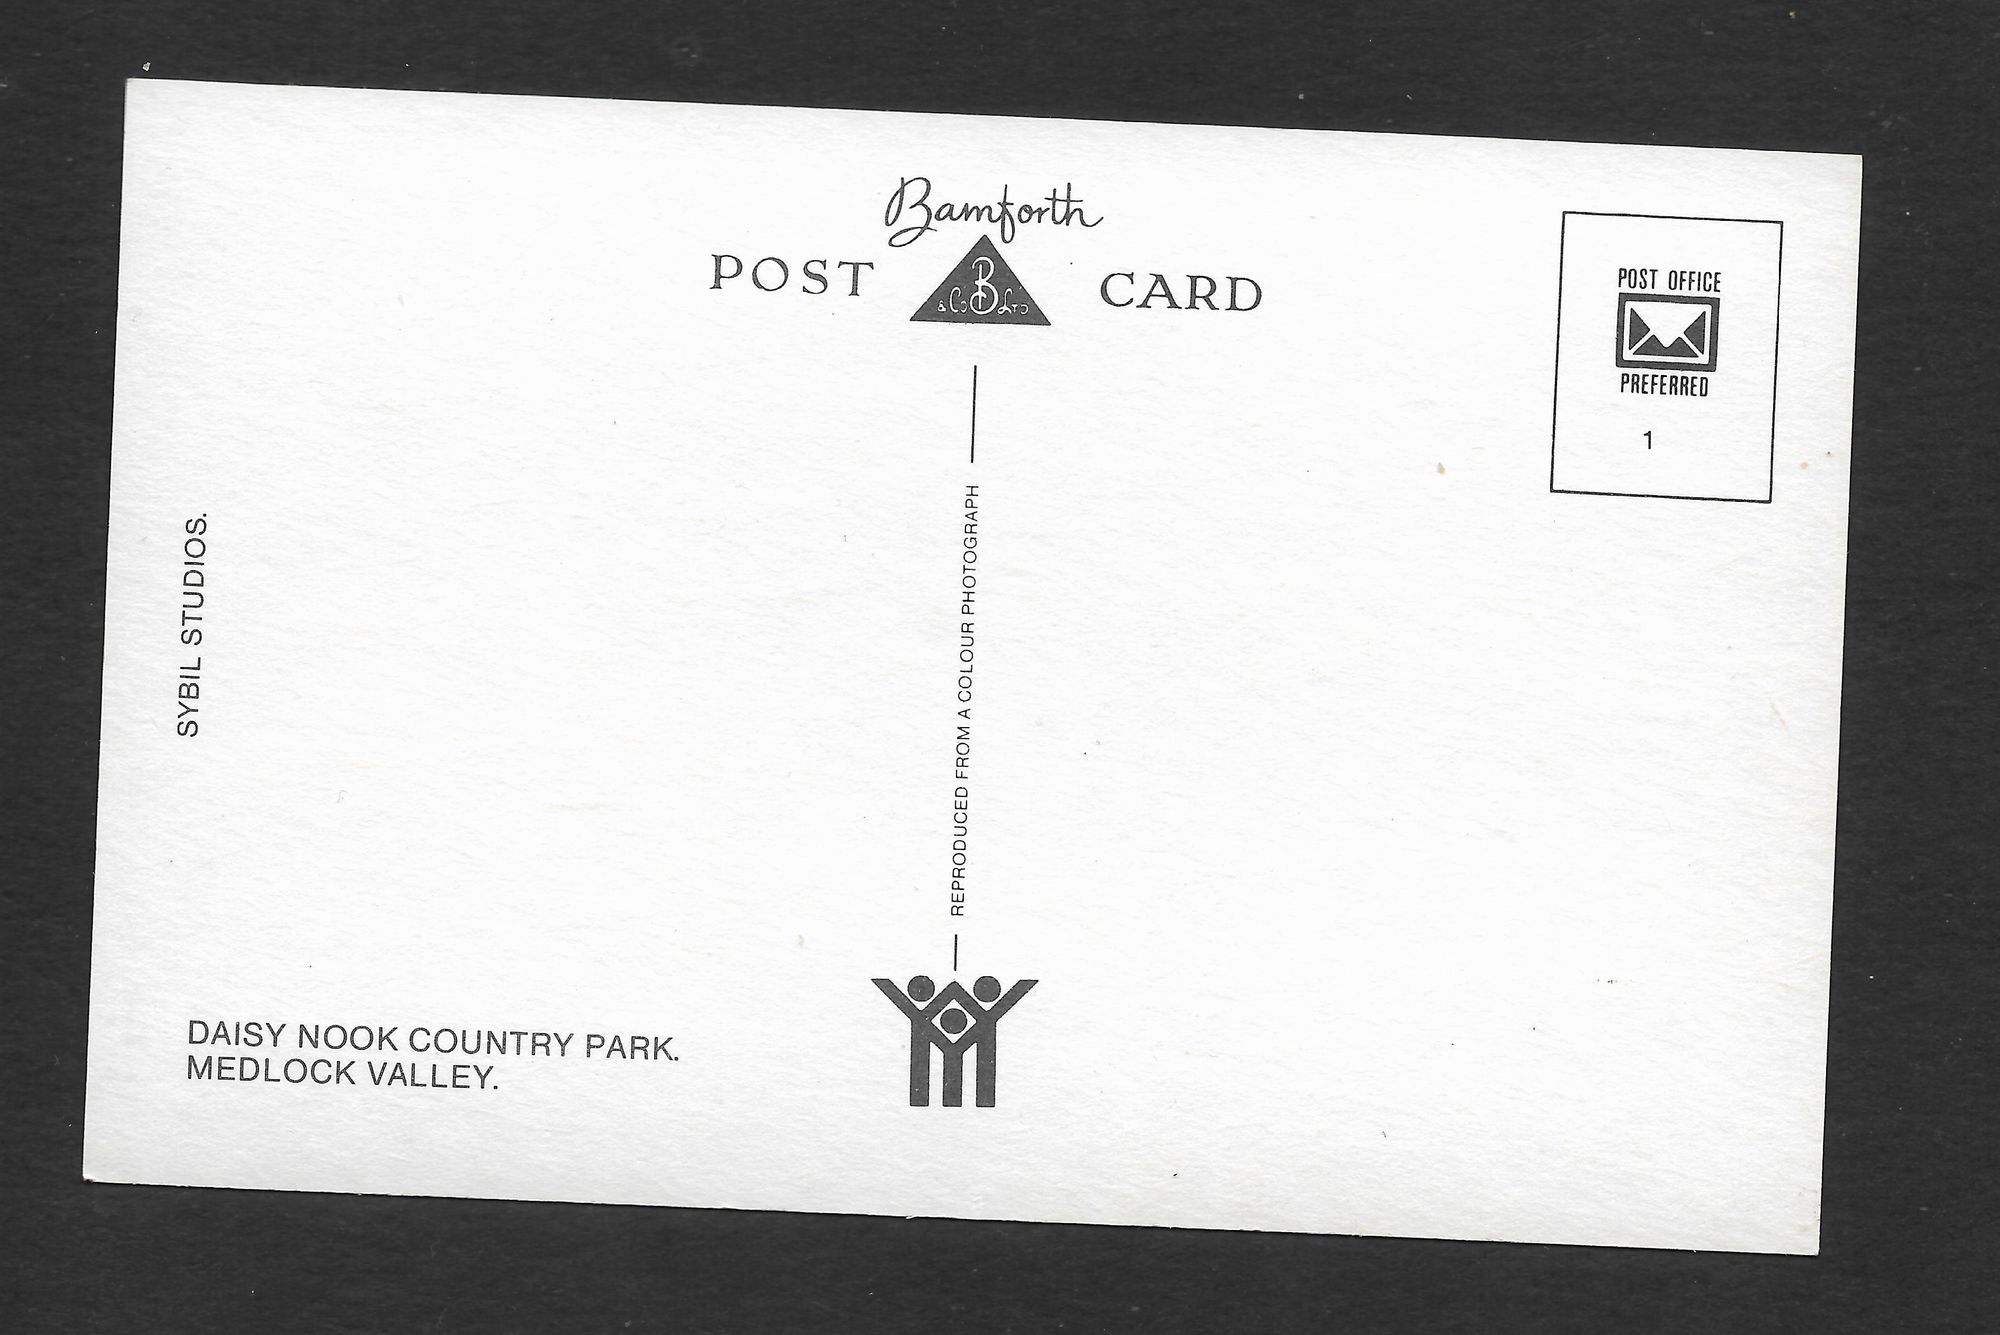 Bamforth
POST CARD
B
& Co LTD
POST OFFICE
PREFERRED
1
REPRODUCED FROM A COLOUR PHOTOGRAPH
SYBIL STUDIOS.
DAISY NOOK COUNTRY PARK.
MEDLOCK VALLEY.